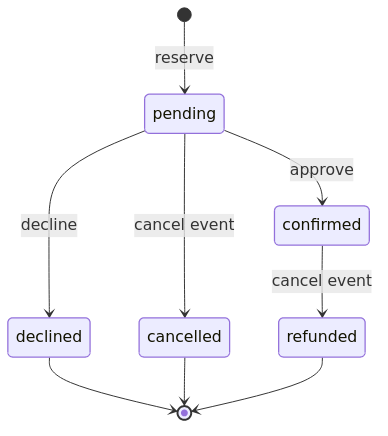 reserve
pending
approve
decline
cancel event
confirmed
cancel event
declined
cancelled
refunded